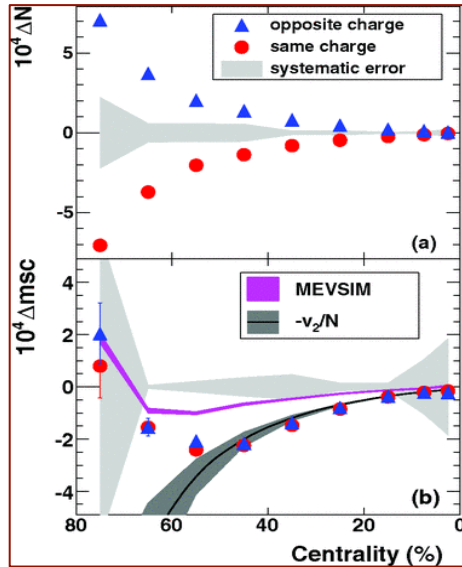 10⁴ΔN
5
0
-5
opposite charge
same charge
systematic error
(a)
10⁴Δmsc
4
2
0
-2
-4
MEVSIM
-v₂/N
(b)
80 60 40 20 0
Centrality (%)